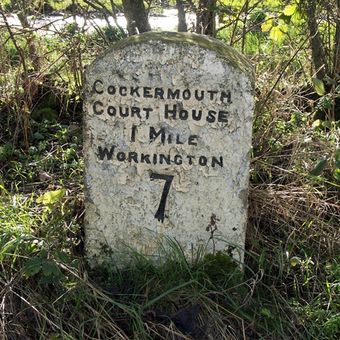 COCKERMOUTH
COURT HOUSE
1 MILE
WORKINGTON
7